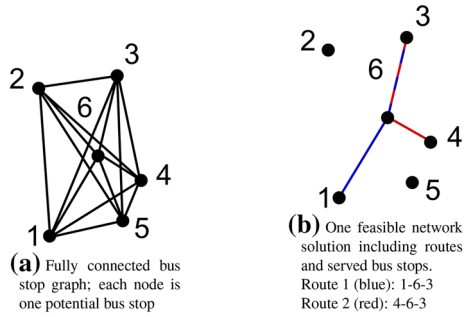 3
2
6
4
1
5
(a) Fully connected bus
stop graph; each node is
one potential bus stop
3
2
6
4
5
1
(b) One feasible network
solution including routes
and served bus stops.
Route 1 (blue): 1-6-3
Route 2 (red): 4-6-3